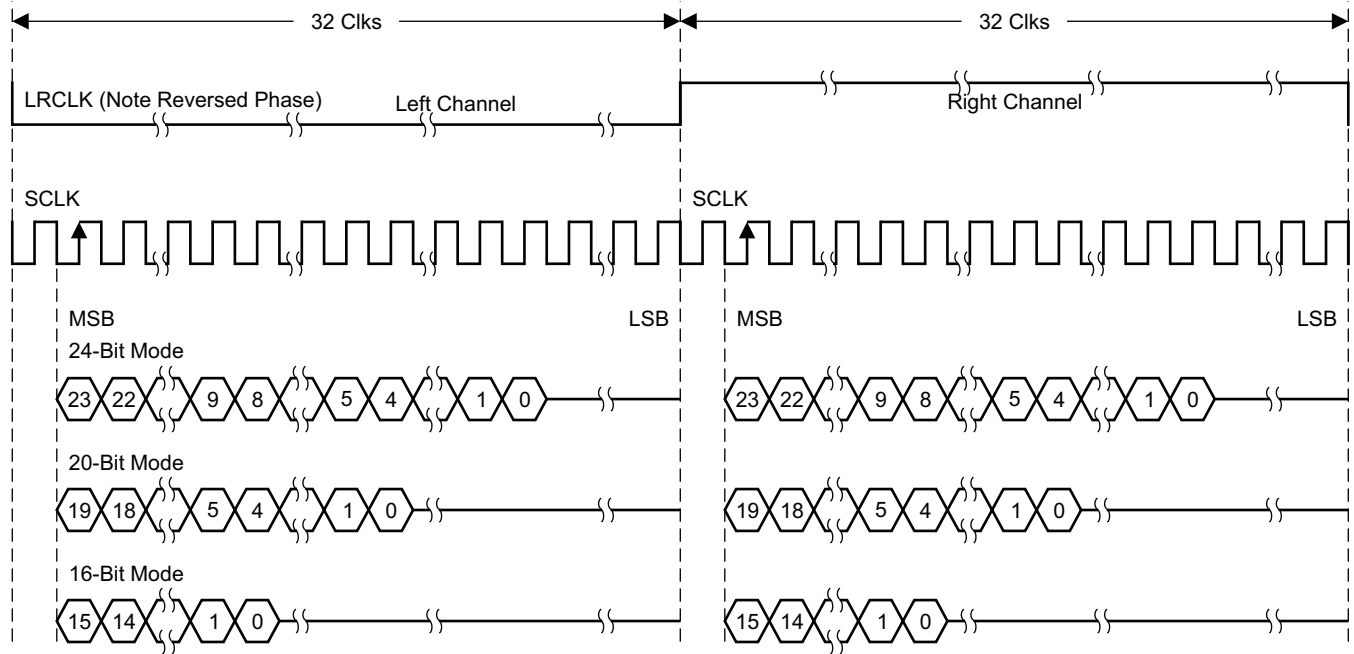 32 Clks 32 Clks
LRCLK (Note Reversed Phase) Left Channel Right Channel
SCLK SCLK
MSB LSB MSB LSB
24-Bit Mode
23 22 9 8 5 4 1 0 23 22 9 8 5 4 1 0
20-Bit Mode
19 18 5 4 1 0 19 18 5 4 1 0
16-Bit Mode
15 14 1 0 15 14 1 0